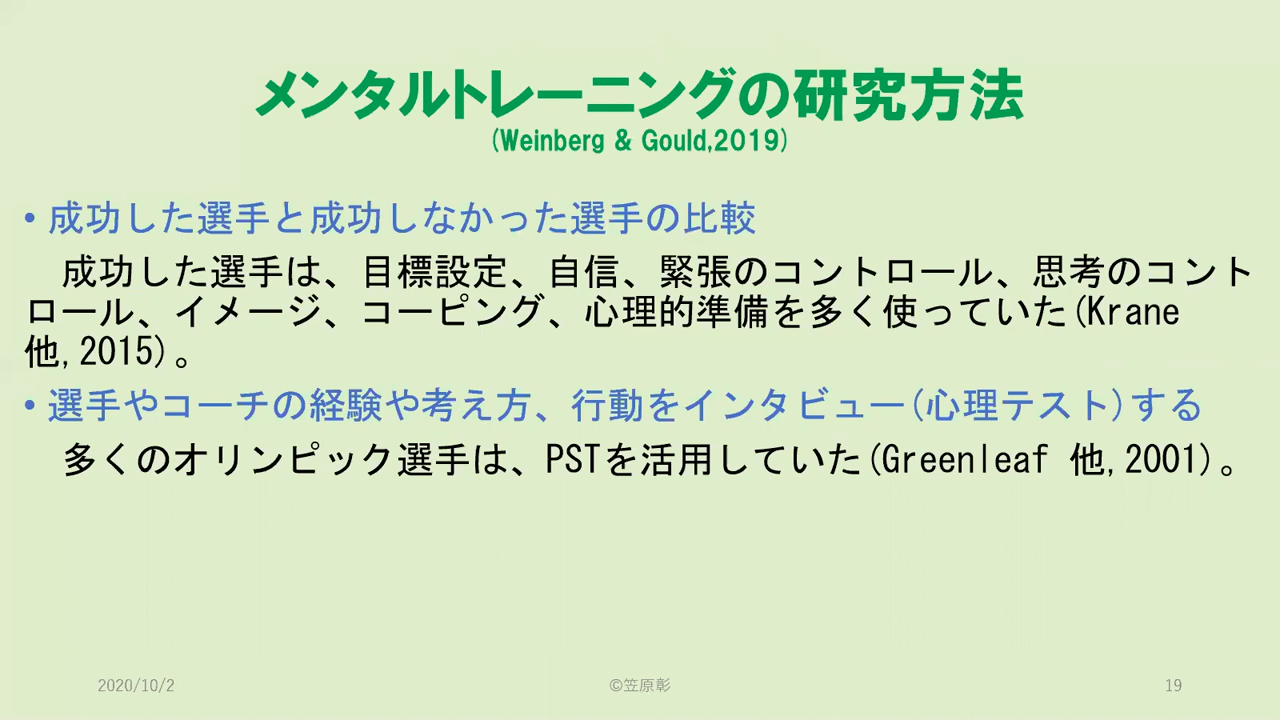 メンタルトレーニングの研究方法
(Weinberg & Gould,2019)
• 成功した選手と成功しなかった選手の比較
成功した選手は、目標設定、自信、緊張のコントロール、思考のコント
ロール、イメージ、コーピング、心理的準備を多く使っていた(Krane
他,2015)。
• 選手やコーチの経験や考え方、行動をインタビュー(心理テスト)する
多くのオリンピック選手は、PSTを活用していた(Greenleaf 他,2001)。
2020/10/2
©笠原彰
19